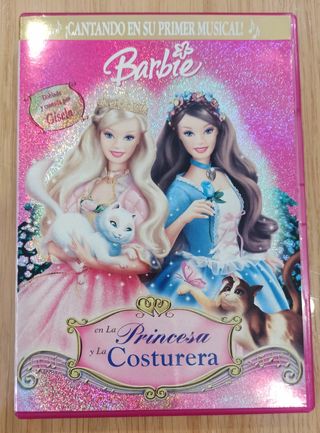 ¡CANTANDO EN SU PRIMER MUSICAL!
Barbie
Gisela
en La
Princesa
y La
Costurera